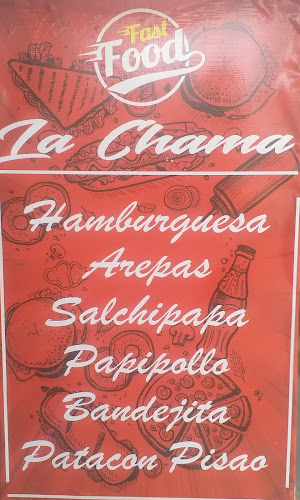 Fast
Food
La Chama
Hamburguesa
Arepas
Salchipapa
Papipollo
Bandejita
Patacon Pisao